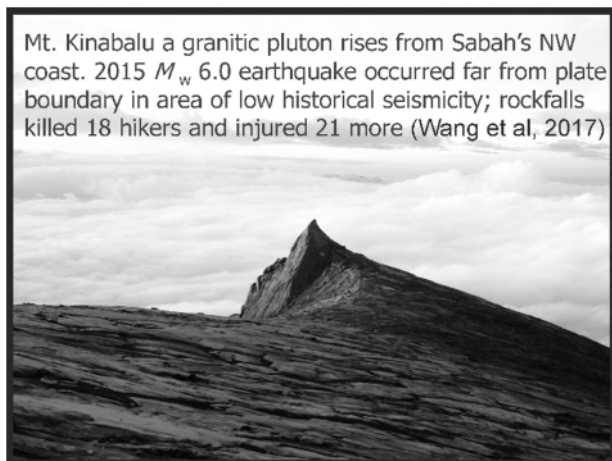 Mt. Kinabalu a granitic pluton rises from Sabah's NW
coast. 2015 M w 6.0 earthquake occurred far from plate
boundary in area of low historical seismicity; rockfalls
killed 18 hikers and injured 21 more (Wang et al, 2017)